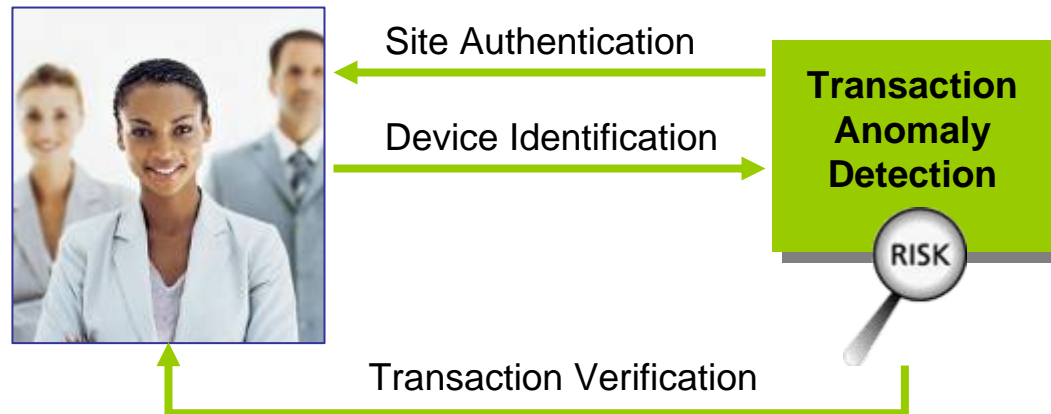 Site Authentication
Device Identification
Transaction
Anomaly
Detection
RISK
Transaction Verification